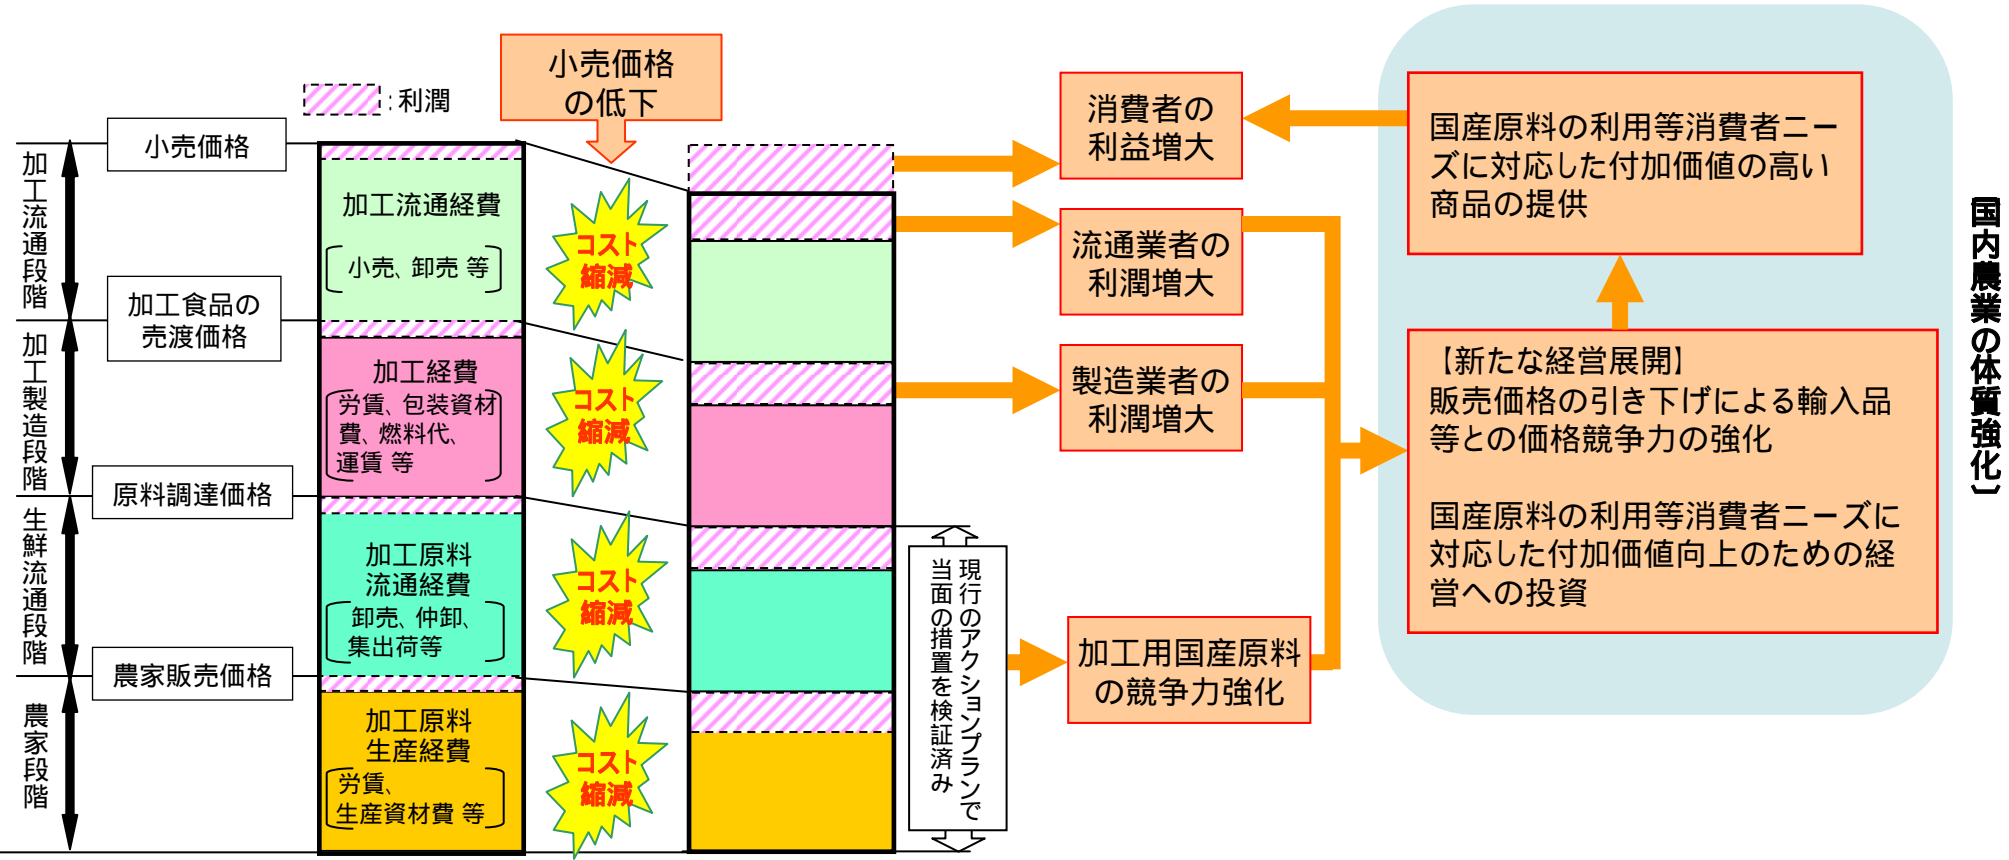 小売価格
の低下
：利潤
小売価格
加工食品の
売渡価格
原料調達価格
農家販売価格
加工流通段階
加工製造段階
生鮮流通段階
農家段階
加工流通経費
小売、卸売 等
加工経費
労賃、包装資材
費、燃料代、
運賃 等
加工原料
流通経費
卸売、仲卸、
集出荷等
加工原料
生産経費
労賃、
生産資材費 等
コスト
縮減
コスト
縮減
コスト
縮減
コスト
縮減
現行のアクションプランで
当面の措置を検証済み
消費者の
利益増大
流通業者の
利潤増大
製造業者の
利潤増大
加工用国産原料
の競争力強化
国産原料の利用等消費者ニー
ズに対応した付加価値の高い
商品の提供
【新たな経営展開】
販売価格の引き下げによる輸入品
等との価格競争力の強化
国産原料の利用等消費者ニーズに
対応した付加価値向上のための経
営への投資
国内農業の体質強化〕